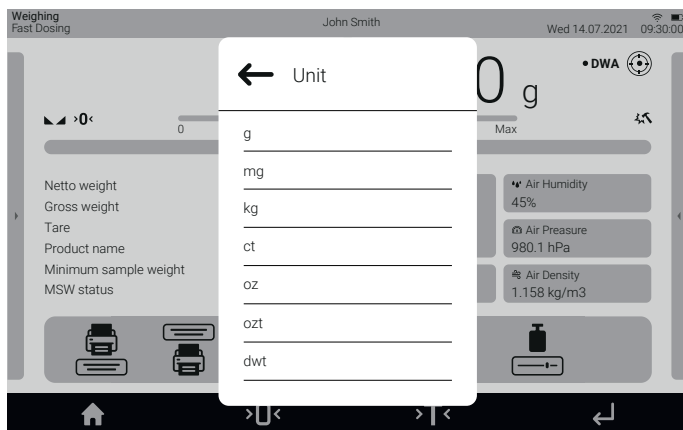 Weighing
Fast Dosing
John Smith
Wed 14.07.2021 09:30:00
Unit
0 g
DWA
>0<
0
Max
g
mg
kg
ct
oz
ozt
dwt
Netto weight
Gross weight
Tare
Product name
Minimum sample weight
MSW status
Air Humidity
45%
Air Preasure
980.1 hPa
Air Density
1.158 kg/m3
>0<
>T<